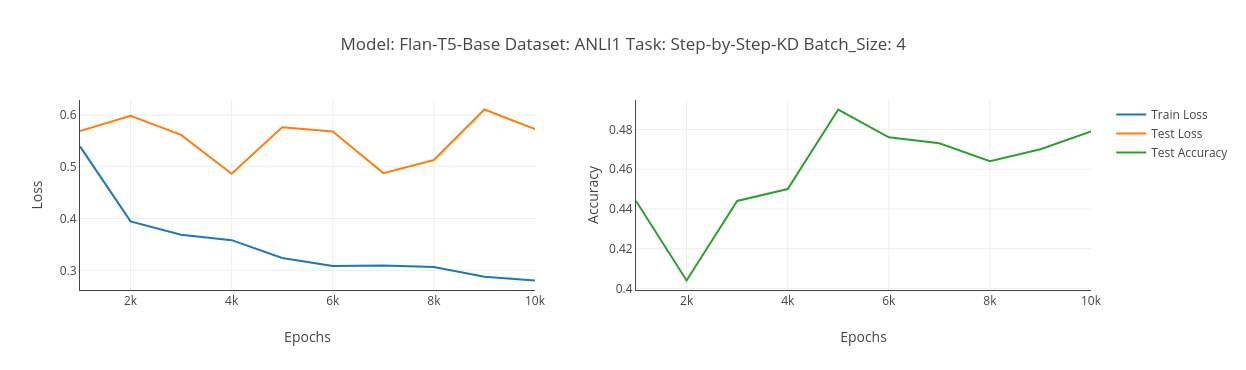 Model: Flan-T5-Base Dataset: ANLI1 Task: Step-by-Step-KD Batch_Size: 4
Loss
0.6
0.5
0.4
0.3
2k 4k 6k 8k 10k
Epochs
Accuracy
0.48
0.46
0.44
0.42
0.4
2k 4k 6k 8k 10k
Epochs
Train Loss
Test Loss
Test Accuracy